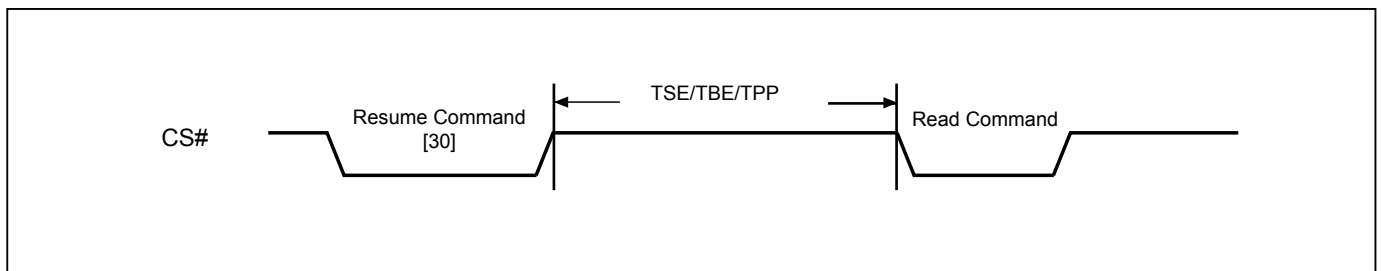 TSE/TBE/TPP
Resume Command
[30]
Read Command
CS#